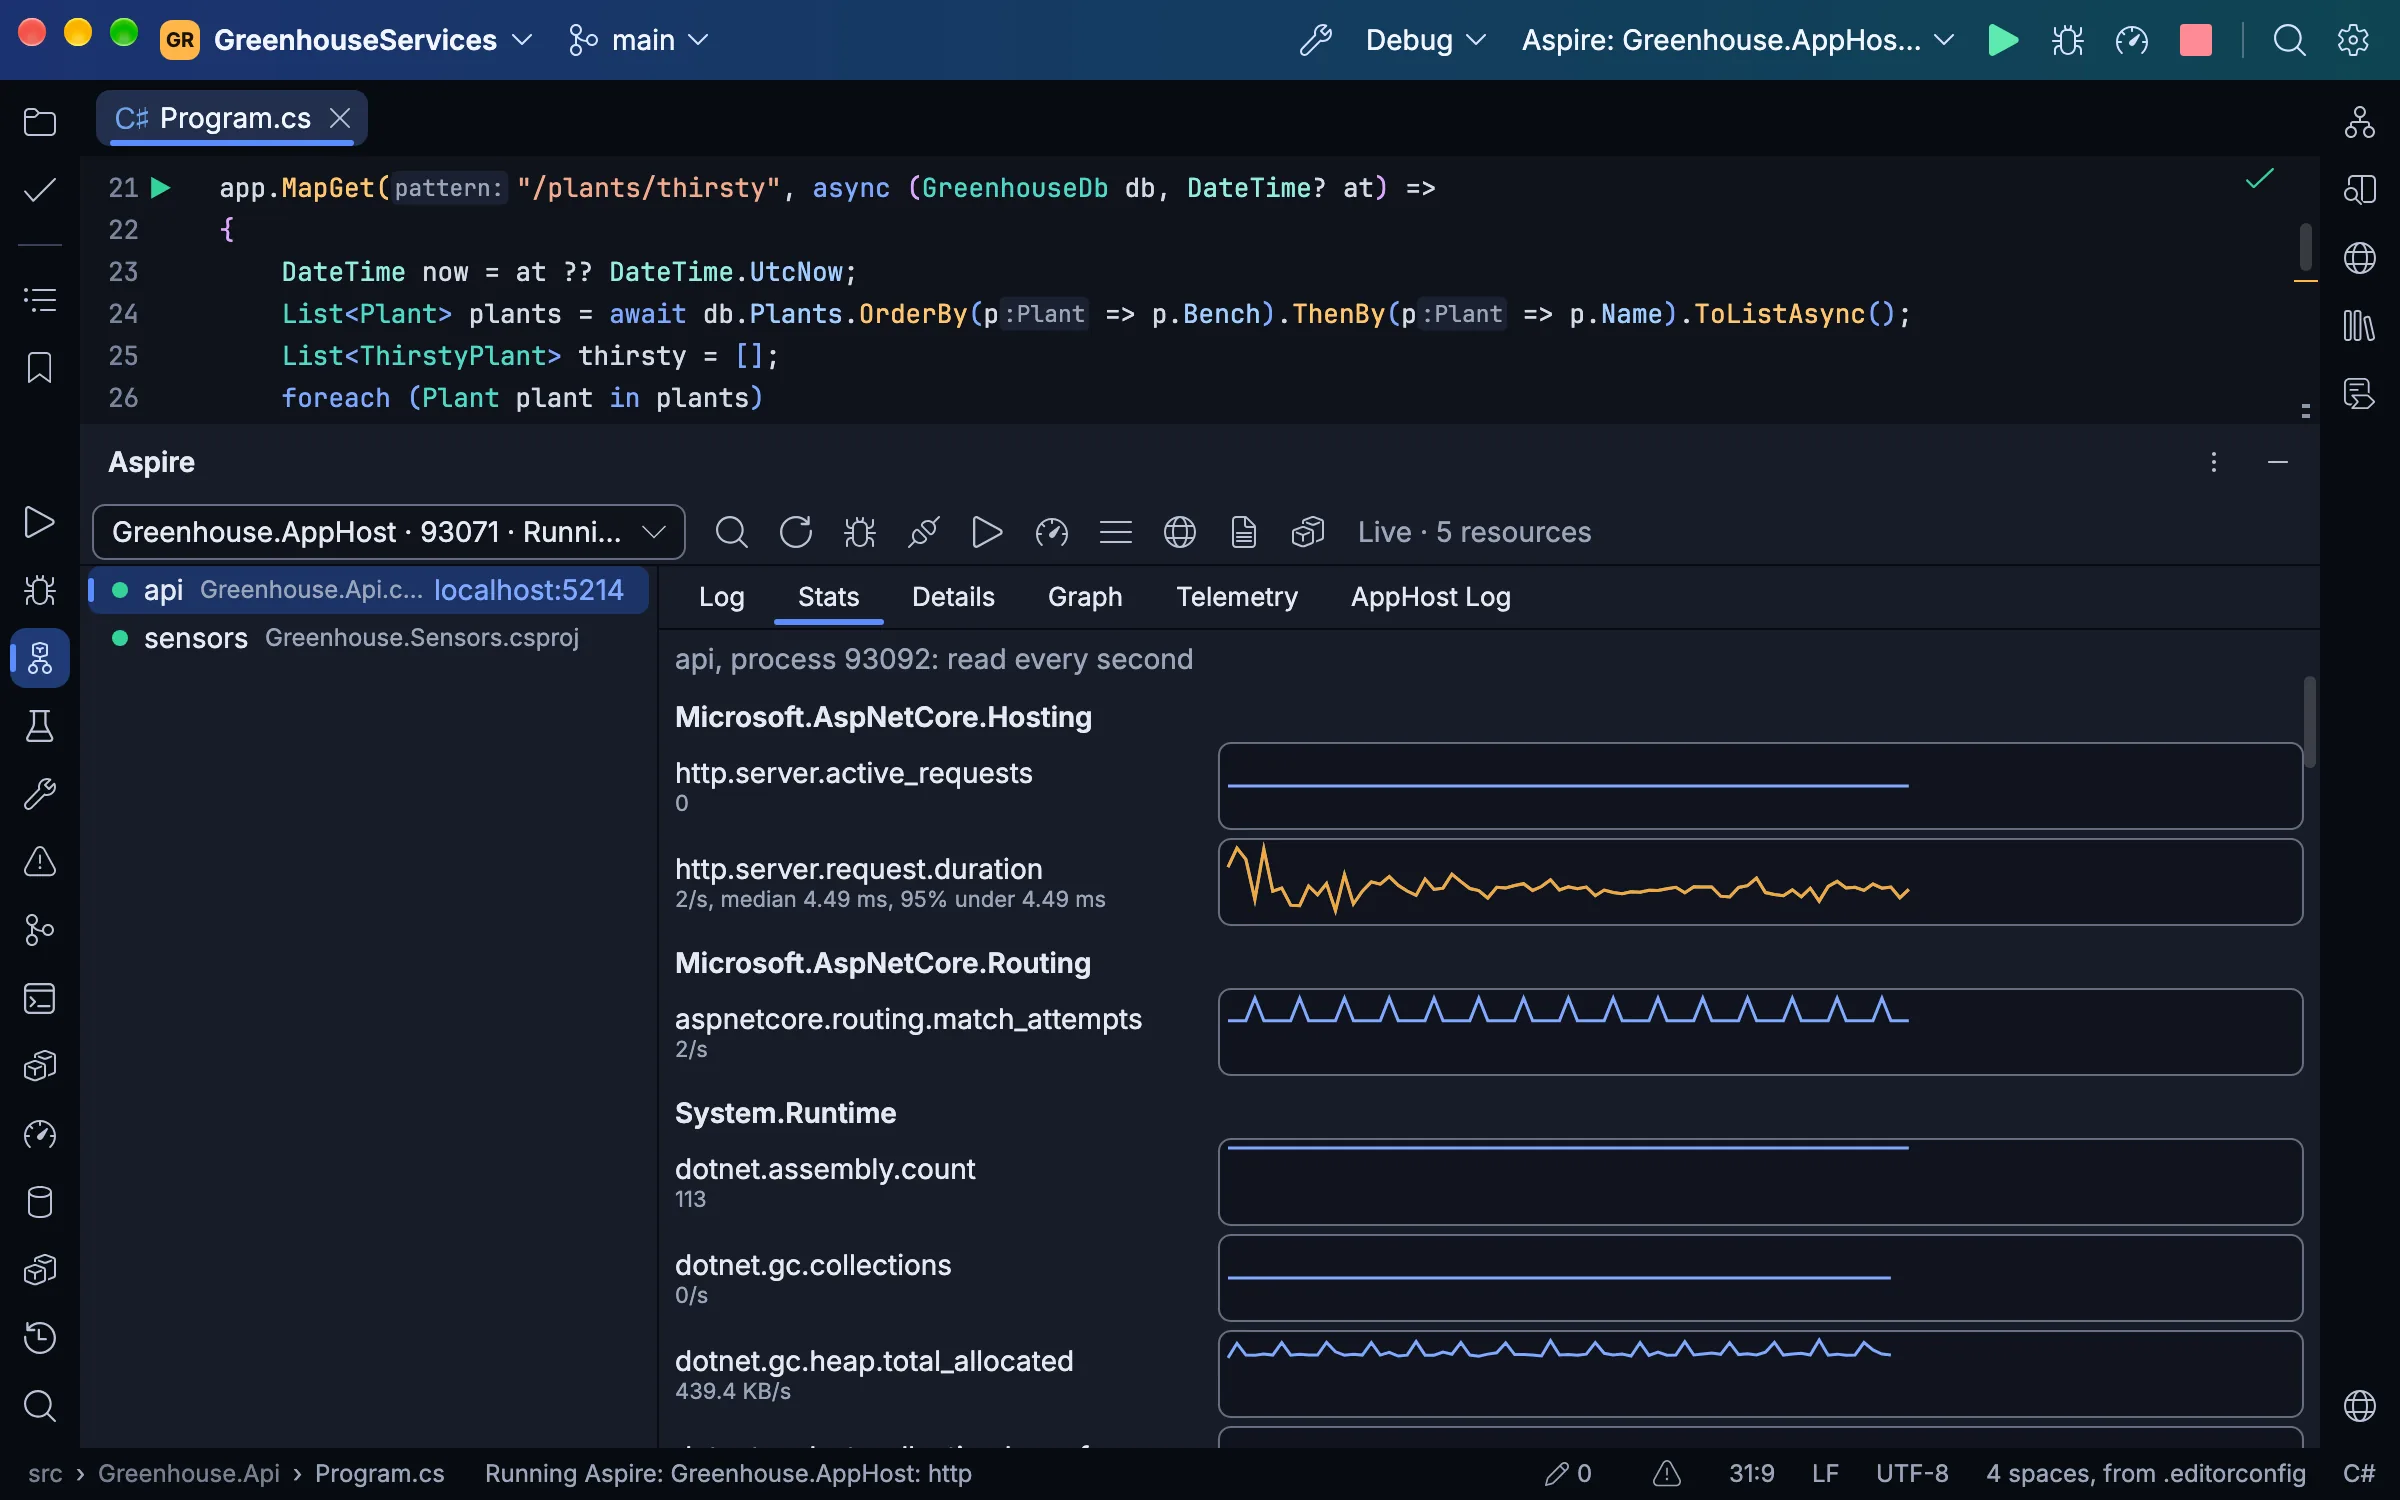 GR GreenhouseServices main Debug Aspire: Greenhouse.AppHos...
C# Program.cs
21 app.MapGet(pattern: "/plants/thirsty", async (GreenhouseDb db, DateTime? at) =>
22 {
23 DateTime now = at ?? DateTime.UtcNow;
24 List<Plant> plants = await db.Plants.OrderBy(p :Plant => p.Bench).ThenBy(p :Plant => p.Name).ToListAsync();
25 List<ThirstyPlant> thirsty = [];
26 foreach (Plant plant in plants)
Aspire
Greenhouse.AppHost · 93071 · Runni... Live · 5 resources
api Greenhouse.Api.c... localhost:5214
sensors Greenhouse.Sensors.csproj
Log Stats Details Graph Telemetry AppHost Log
api, process 93092: read every second
Microsoft.AspNetCore.Hosting
http.server.active_requests
0
http.server.request.duration
2/s, median 4.49 ms, 95% under 4.49 ms
Microsoft.AspNetCore.Routing
aspnetcore.routing.match_attempts
2/s
System.Runtime
dotnet.assembly.count
113
dotnet.gc.collections
0/s
dotnet.gc.heap.total_allocated
439.4 KB/s
src › Greenhouse.Api › Program.cs Running Aspire: Greenhouse.AppHost: http 0 31:9 LF UTF-8 4 spaces, from .editorconfig C#